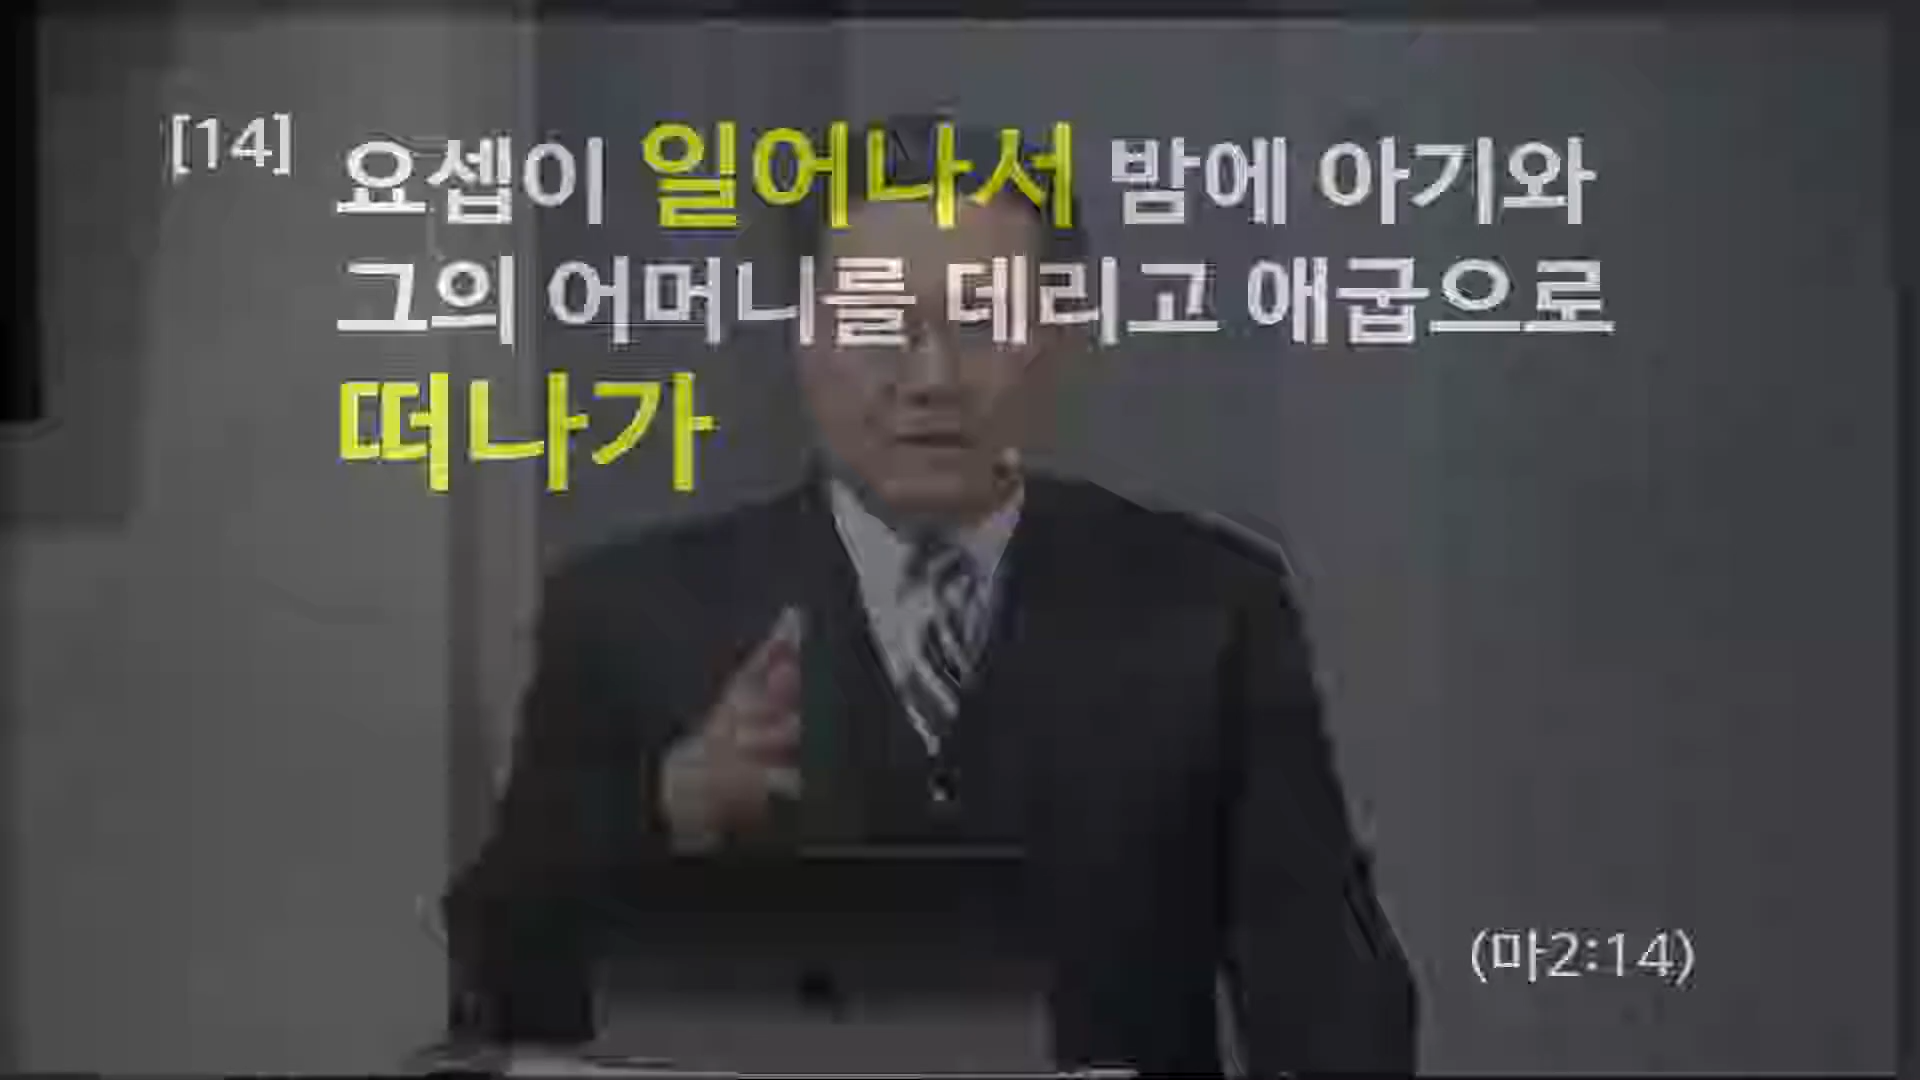 [14] 요셉이 일어나서 밤에 아기와
그의 어머니를 데리고 애굽으로
떠나가
(마2:14)